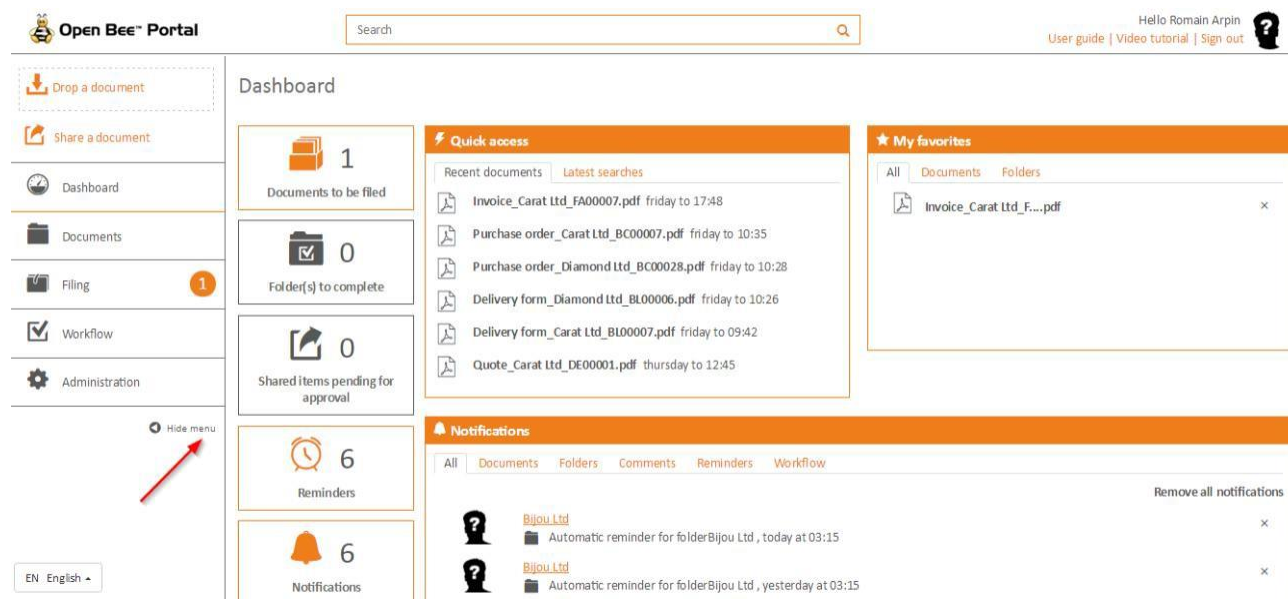 Open Bee™ Portal
Search
Hello Romain Arpin
User guide | Video tutorial | Sign out
Drop a document
Share a document
Dashboard
Documents
Filing
1
Workflow
Administration
Hide menu
EN English
Dashboard
1
Documents to be filed
0
Folder(s) to complete
0
Shared items pending for
approval
6
Reminders
6
Notifications
Quick access
Recent documents Latest searches
Invoice_Carat Ltd_FA00007.pdf friday to 17:48
Purchase order_Carat Ltd_BC00007.pdf friday to 10:35
Purchase order_Diamond Ltd_BC00028.pdf friday to 10:28
Delivery form_Diamond Ltd_BL00006.pdf friday to 10:26
Delivery form_Carat Ltd_BL00007.pdf friday to 09:42
Quote_Carat Ltd_DE00001.pdf thursday to 12:45
My favorites
All Documents Folders
Invoice_Carat Ltd_F....pdf
Notifications
All Documents Folders Comments Reminders Workflow
Remove all notifications
Bijou Ltd
Automatic reminder for folderBijou Ltd , today at 03:15
Bijou Ltd
Automatic reminder for folderBijou Ltd , yesterday at 03:15